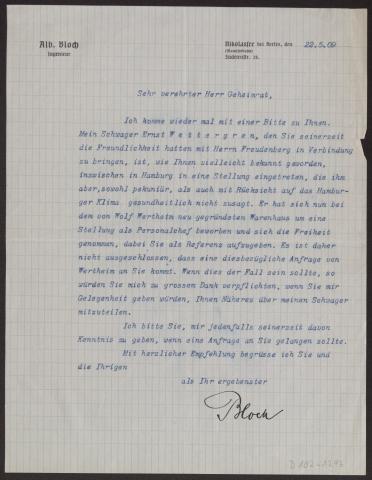 Alb. Bloch
Ingenieur
Nikolassee bei Berlin, den 22.5.09
(Wannseebahn)
Sudetenstr. 26.
Sehr verehrter Herr Geheimrat,
Ich komme wieder mal mit einer Bitte zu Ihnen.
Mein Schwager Ernst Wettergren, den Sie seinerzeit
die Freundlichkeit hatten mit Herrn Freudenberg in Verbindung
zu bringen, ist, wie Ihnen vielleicht bekannt geworden,
inzwischen in Hamburg in eine Stellung eingetreten, die ihm
aber, sowohl pekuniär, als auch mit Rücksicht auf das Hambur-
ger Klima gesundheitlich nicht zusagt. Er hat sich nun bei
dem von Wolf Wertheim neu gegründeten Warenhaus um eine
Stellung als Personalchef beworben und sich die Freiheit
genommen, dabei Sie als Referenz aufzugeben. Es ist daher
nicht ausgeschlossen, dass eine diesbezügliche Anfrage von
Wertheim an Sie kommt. Wenn dies der Fall sein sollte, so
würden Sie mich zu grossem Dank verpflichten, wenn Sie mir
Gelegenheit geben würden, Ihnen Näheres über meinen Schwager
mitzuteilen.
Ich bitte Sie, mir jedenfalls seinerzeit davon
Kenntnis zu geben, wenn eine Anfrage an Sie gelangen sollte.
Mit herzlicher Empfehlung begrüsse ich Sie und
die Ihrigen
als Ihr ergebenster
Bloch